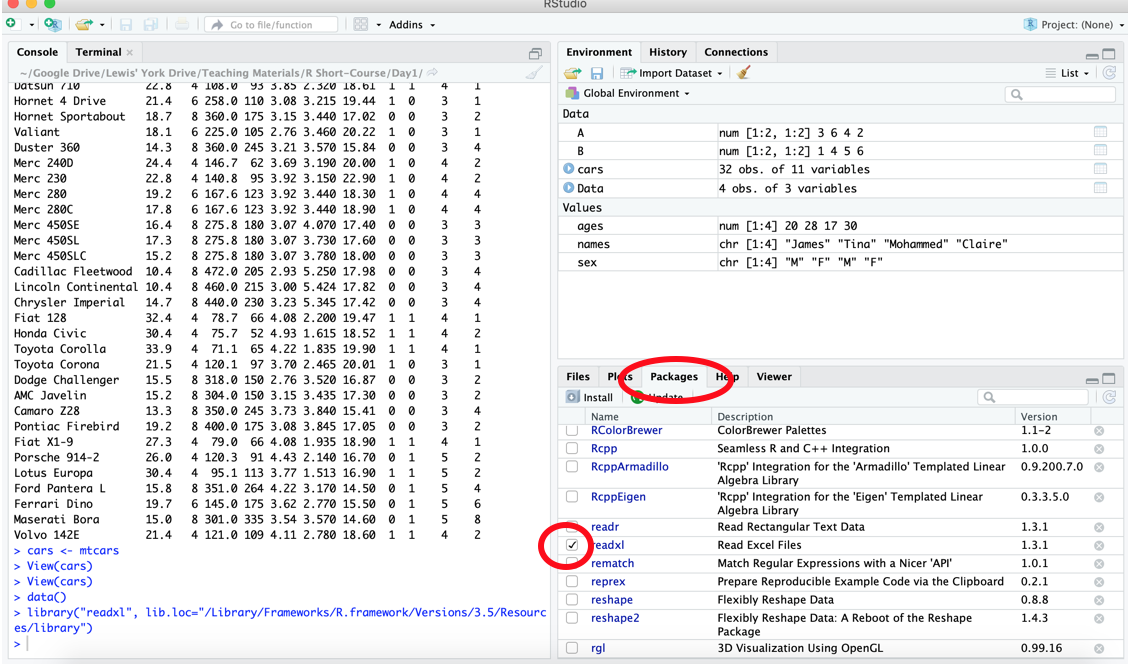 RStudio
Go to file/function
Addins
Project: (None)
Console Terminal
~/Google Drive/Lewis' York Drive/Teaching Materials/R Short-Course/Day1/
Datsun 710 22.8 4 108.0 93 3.85 2.320 18.61 1 1 4 1
Hornet 4 Drive 21.4 6 258.0 110 3.08 3.215 19.44 1 0 3 1
Hornet Sportabout 18.7 8 360.0 175 3.15 3.440 17.02 0 0 3 2
Valiant 18.1 6 225.0 105 2.76 3.460 20.22 1 0 3 1
Duster 360 14.3 8 360.0 245 3.21 3.570 15.84 0 0 3 4
Merc 240D 24.4 4 146.7 62 3.69 3.190 20.00 1 0 4 2
Merc 230 22.8 4 140.8 95 3.92 3.150 22.90 1 0 4 2
Merc 280 19.2 6 167.6 123 3.92 3.440 18.30 1 0 4 4
Merc 280C 17.8 6 167.6 123 3.92 3.440 18.90 1 0 4 4
Merc 450SE 16.4 8 275.8 180 3.07 4.070 17.40 0 0 3 3
Merc 450SL 17.3 8 275.8 180 3.07 3.730 17.60 0 0 3 3
Merc 450SLC 15.2 8 275.8 180 3.07 3.780 18.00 0 0 3 3
Cadillac Fleetwood 10.4 8 472.0 205 2.93 5.250 17.98 0 0 3 4
Lincoln Continental 10.4 8 460.0 215 3.00 5.424 17.82 0 0 3 4
Chrysler Imperial 14.7 8 440.0 230 3.23 5.345 17.42 0 0 3 4
Fiat 128 32.4 4 78.7 66 4.08 2.200 19.47 1 1 4 1
Honda Civic 30.4 4 75.7 52 4.93 1.615 18.52 1 1 4 2
Toyota Corolla 33.9 4 71.1 65 4.22 1.835 19.90 1 1 4 1
Toyota Corona 21.5 4 120.1 97 3.70 2.465 20.01 1 0 3 1
Dodge Challenger 15.5 8 318.0 150 2.76 3.520 16.87 0 0 3 2
AMC Javelin 15.2 8 304.0 150 3.15 3.435 17.30 0 0 3 2
Camaro Z28 13.3 8 350.0 245 3.73 3.840 15.41 0 0 3 4
Pontiac Firebird 19.2 8 400.0 175 3.08 3.845 17.05 0 0 3 2
Fiat X1-9 27.3 4 79.0 66 4.08 1.935 18.90 1 1 4 1
Porsche 914-2 26.0 4 120.3 91 4.43 2.140 16.70 0 1 5 2
Lotus Europa 30.4 4 95.1 113 3.77 1.513 16.90 1 1 5 2
Ford Pantera L 15.8 8 351.0 264 4.22 3.170 14.50 0 1 5 4
Ferrari Dino 19.7 6 145.0 175 3.62 2.770 15.50 0 1 5 6
Maserati Bora 15.0 8 301.0 335 3.54 3.570 14.60 0 1 5 8
Volvo 142E 21.4 4 121.0 109 4.11 2.780 18.60 1 1 4 2
> cars <- mtcars
> View(cars)
> View(cars)
> data()
> library("readxl", lib.loc="/Library/Frameworks/R.framework/Versions/3.5/Resourc
es/library")
>
Environment History Connections
Import Dataset List
Global Environment
Data
A num [1:2, 1:2] 3 6 4 2
B num [1:2, 1:2] 1 4 5 6
cars 32 obs. of 11 variables
Data 4 obs. of 3 variables
Values
ages num [1:4] 20 28 17 30
names chr [1:4] "James" "Tina" "Mohammed" "Claire"
sex chr [1:4] "M" "F" "M" "F"
Files Plots Packages Help Viewer
Install Update
Name Description Version
RColorBrewer ColorBrewer Palettes 1.1-2
Rcpp Seamless R and C++ Integration 1.0.0
RcppArmadillo 'Rcpp' Integration for the 'Armadillo' Templated Linear 0.9.200.7.0
Algebra Library
RcppEigen 'Rcpp' Integration for the 'Eigen' Templated Linear 0.3.3.5.0
Algebra Library
readr Read Rectangular Text Data 1.3.1
readxl Read Excel Files 1.3.1
rematch Match Regular Expressions with a Nicer 'API' 1.0.1
reprex Prepare Reproducible Example Code via the Clipboard 0.2.1
reshape Flexibly Reshape Data 0.8.8
reshape2 Flexibly Reshape Data: A Reboot of the Reshape 1.4.3
Package
rgl 3D Visualization Using OpenGL 0.99.16